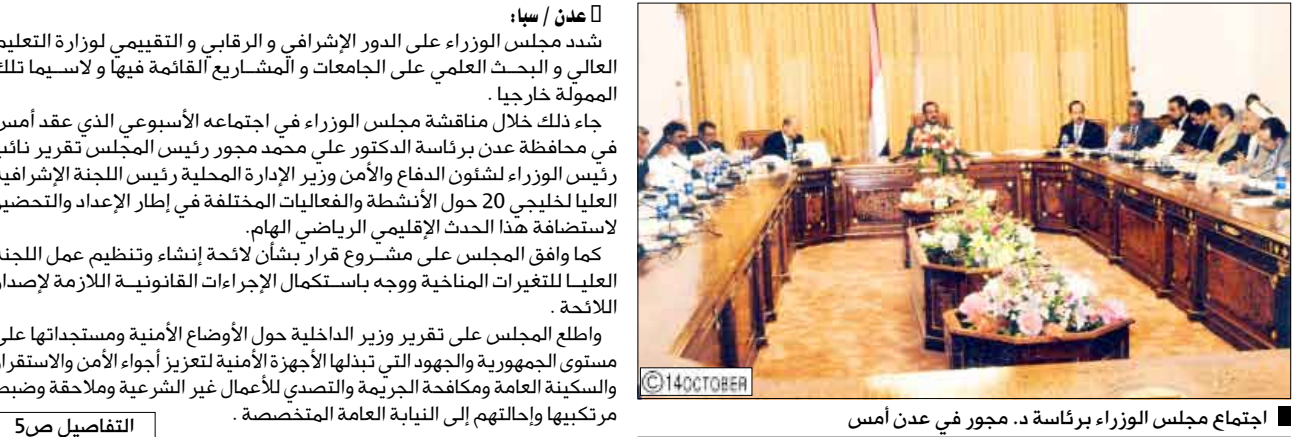 عدن / سبا:
شدد مجلس الوزراء على الدور الإشرافي و الرقابي و التقييمي لوزارة التعليم
العالي و البحث العلمي على الجامعات و المشاريع القائمة فيها و لاسيما تلك
الممولة خارجيا .
جاء ذلك خلال مناقشة مجلس الوزراء في اجتماعه الأسبوعي الذي عقد أمس
في محافظة عدن برئاسة الدكتور علي محمد مجور رئيس المجلس تقرير نائب
رئيس الوزراء لشئون الدفاع والأمن وزير الإدارة المحلية رئيس اللجنة الإشرافية
العليا لخليجي 20 حول الأنشطة والفعاليات المختلفة في إطار الإعداد والتحضير
لاستضافة هذا الحدث الإقليمي الرياضي الهام.
كما وافق المجلس على مشروع قرار بشأن لائحة إنشاء وتنظيم عمل اللجنة
العليا للتغيرات المناخية ووجه باستكمال الإجراءات القانونية اللازمة لإصدار
اللائحة .
واطلع المجلس على تقرير وزير الداخلية حول الأوضاع الأمنية ومستجداتها على
مستوى الجمهورية والجهود التي تبذلها الأجهزة الأمنية لتعزيز أجواء الأمن والاستقرار
والسكينة العامة ومكافحة الجريمة والتصدي للأعمال غير الشرعية وملاحقة وضبط
مرتكبيها وإحالتهم إلى النيابة العامة المتخصصة .
التفاصيل ص5
©14OCTOBER
اجتماع مجلس الوزراء برئاسة د. مجور في عدن أمس